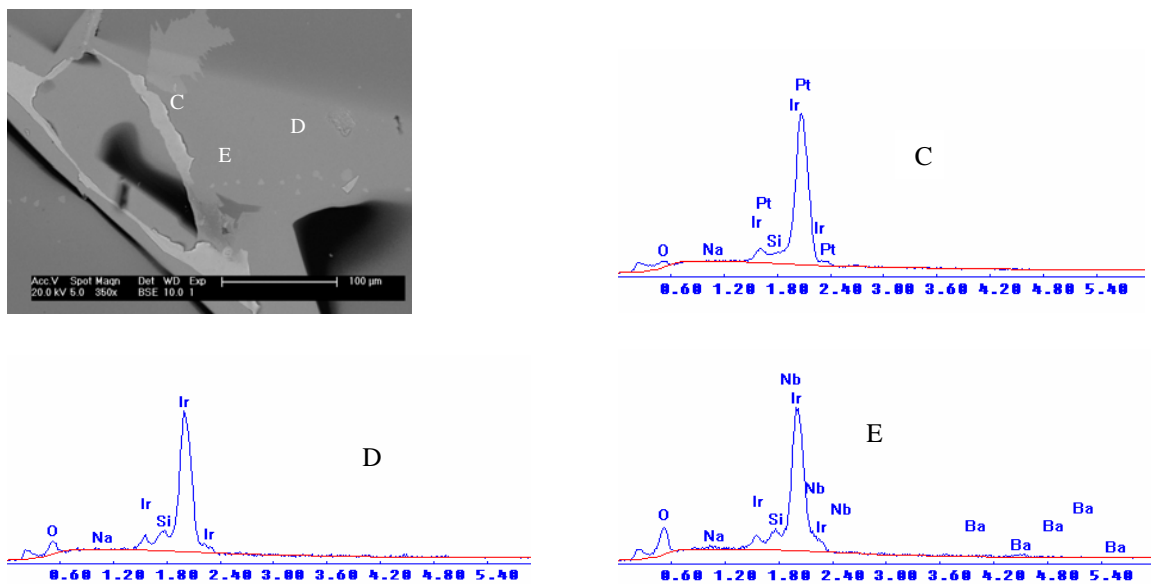 C
D
E
Acc.V Spot Magn Det WD Exp
20.0 kV 5.0 350x BSE 10.0 1
100 µm
Pt
Ir
C
Pt
Ir
Ir
Si
Pt
O
Na
0.60 1.20 1.80 2.40 3.00 3.60 4.20 4.80 5.40
Ir
D
Ir
Si
Ir
O
Na
0.60 1.20 1.80 2.40 3.00 3.60 4.20 4.80 5.40
Nb
Ir
E
Nb
Ir
Nb
Ba
O
Si
Ba
Ba
Na
Ir
Ba
Ba
0.60 1.20 1.80 2.40 3.00 3.60 4.20 4.80 5.40